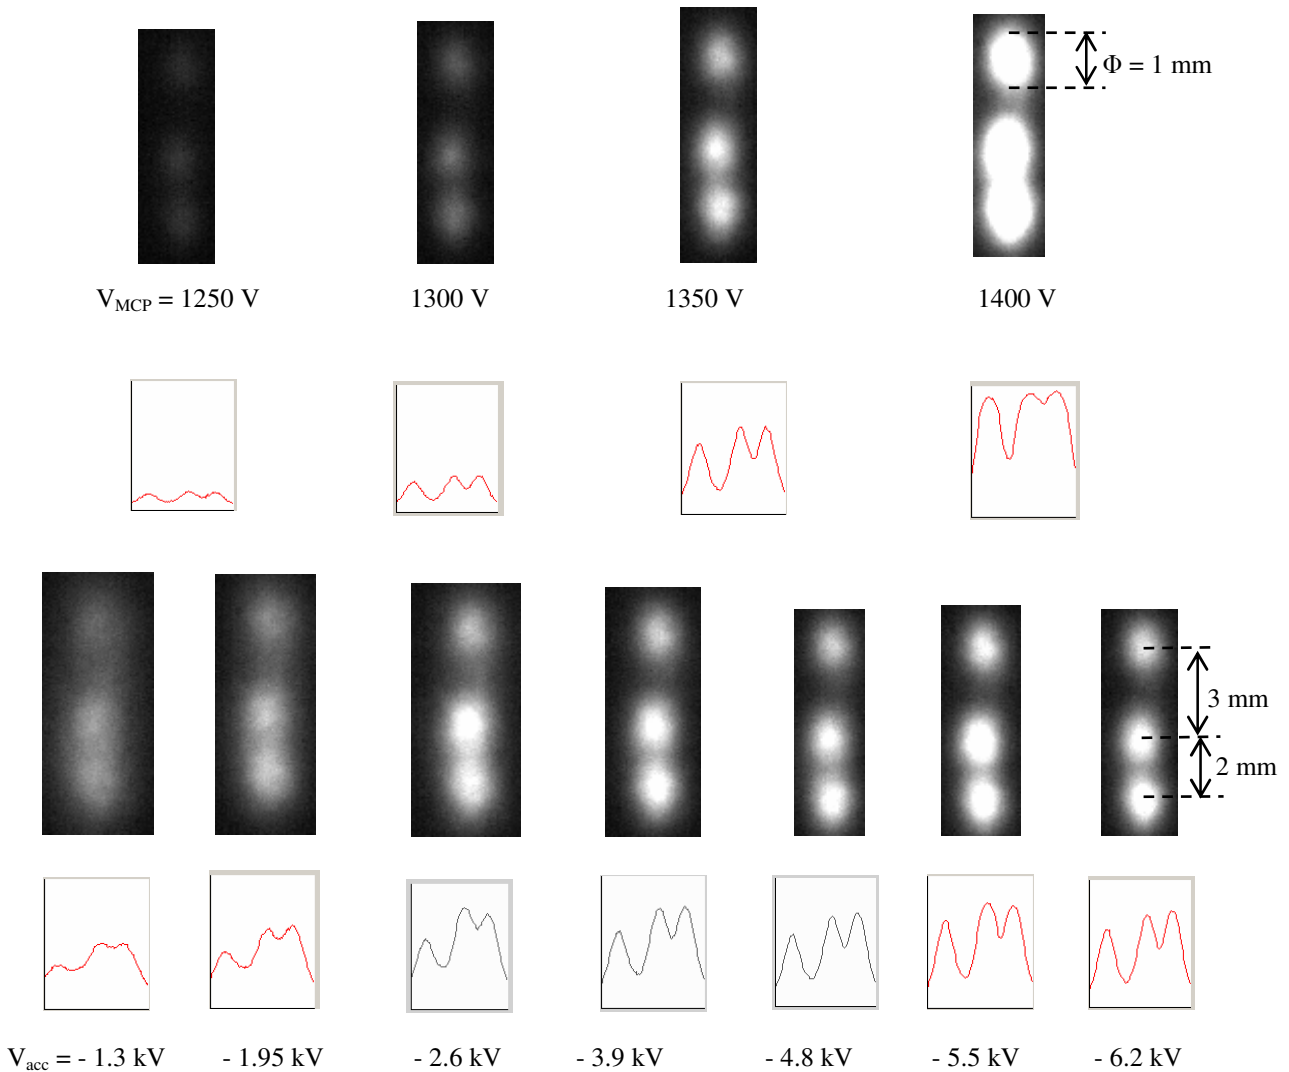 Φ = 1 mm
V_MCP = 1250 V 1300 V 1350 V 1400 V
3 mm
2 mm
V_acc = - 1.3 kV - 1.95 kV - 2.6 kV - 3.9 kV - 4.8 kV - 5.5 kV - 6.2 kV